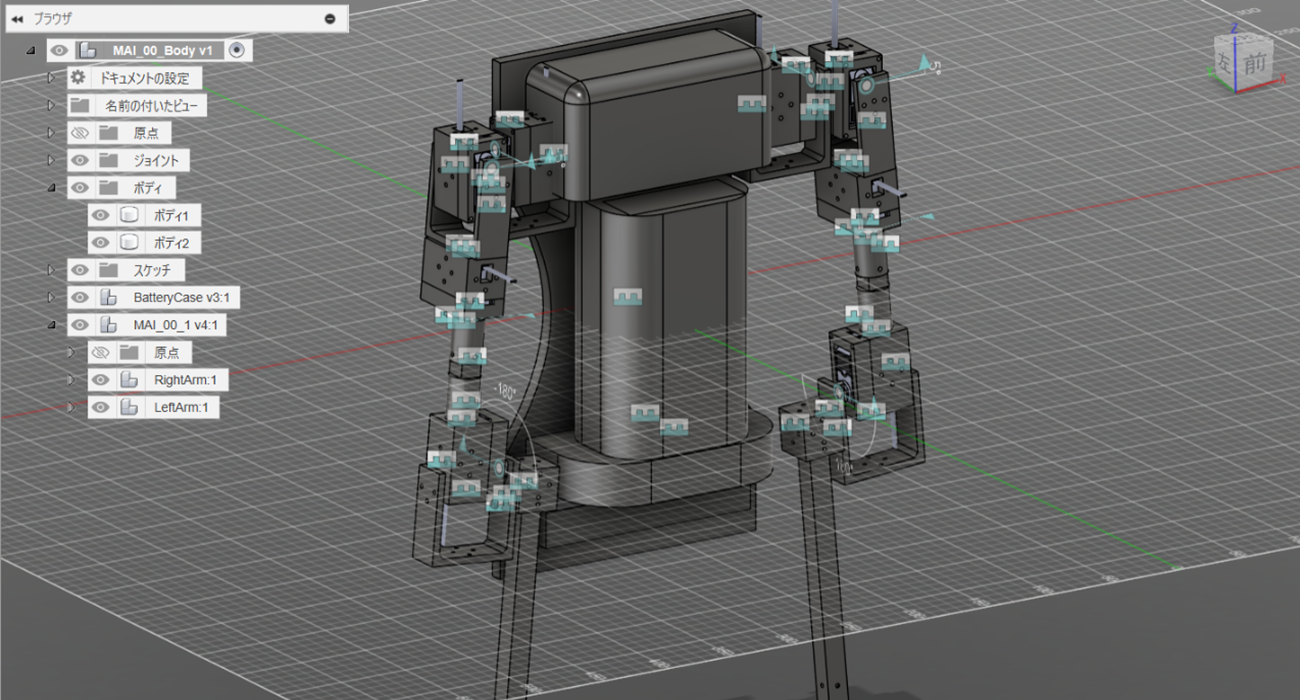 ブラウザ
MAI_00_Body v1
ドキュメントの設定
名前の付いたビュー
原点
ジョイント
ボディ
ボディ1
ボディ2
スケッチ
BatteryCase v3:1
MAI_00_1 v4:1
原点
RightArm:1
LeftArm:1
Z
左
前
X
-180°